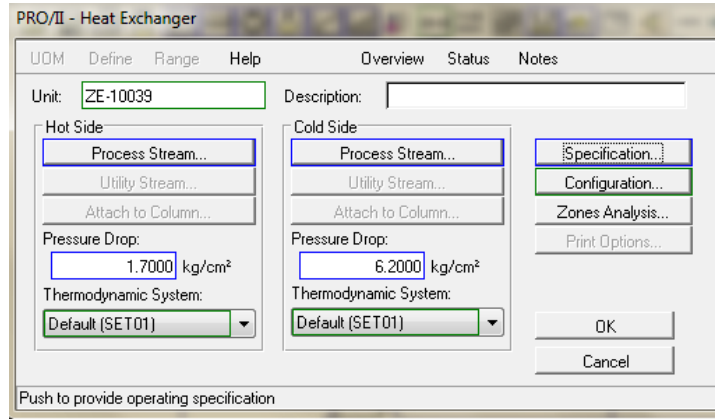 PRO/II - Heat Exchanger
UOM Define Range Help Overview Status Notes
Unit: ZE-10039 Description:
Hot Side Cold Side
Process Stream... Process Stream... Specification...
Utility Stream... Utility Stream... Configuration...
Attach to Column... Attach to Column... Zones Analysis...
Pressure Drop: Pressure Drop: Print Options...
1.7000 kg/cm² 6.2000 kg/cm²
Thermodynamic System: Thermodynamic System:
Default (SET01) Default (SET01) OK
Cancel
Push to provide operating specification